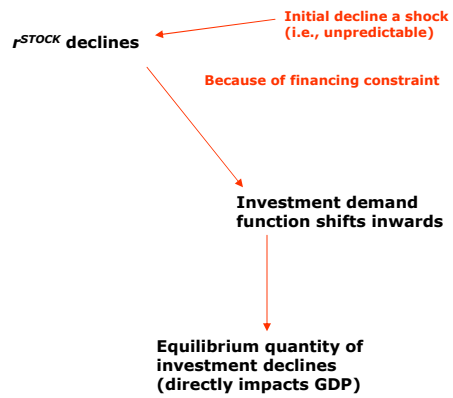 Initial decline a shock
(i.e., unpredictable)
rSTOCK declines
Because of financing constraint
Investment demand
function shifts inwards
Equilibrium quantity of
investment declines
(directly impacts GDP)